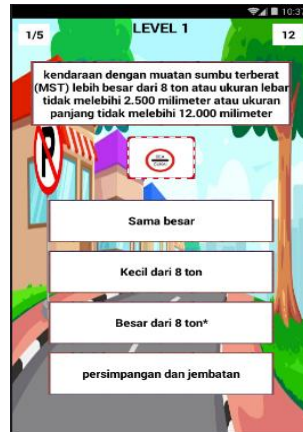 10:37
1/5
LEVEL 1
12
kendaraan dengan muatan sumbu terberat
(MST) lebih besar dari 8 ton atau ukuran lebar
tidak melebihi 2.500 milimeter atau ukuran
panjang tidak melebihi 12.000 milimeter
P
Sama besar
Kecil dari 8 ton
Besar dari 8 ton*
persimpangan dan jembatan